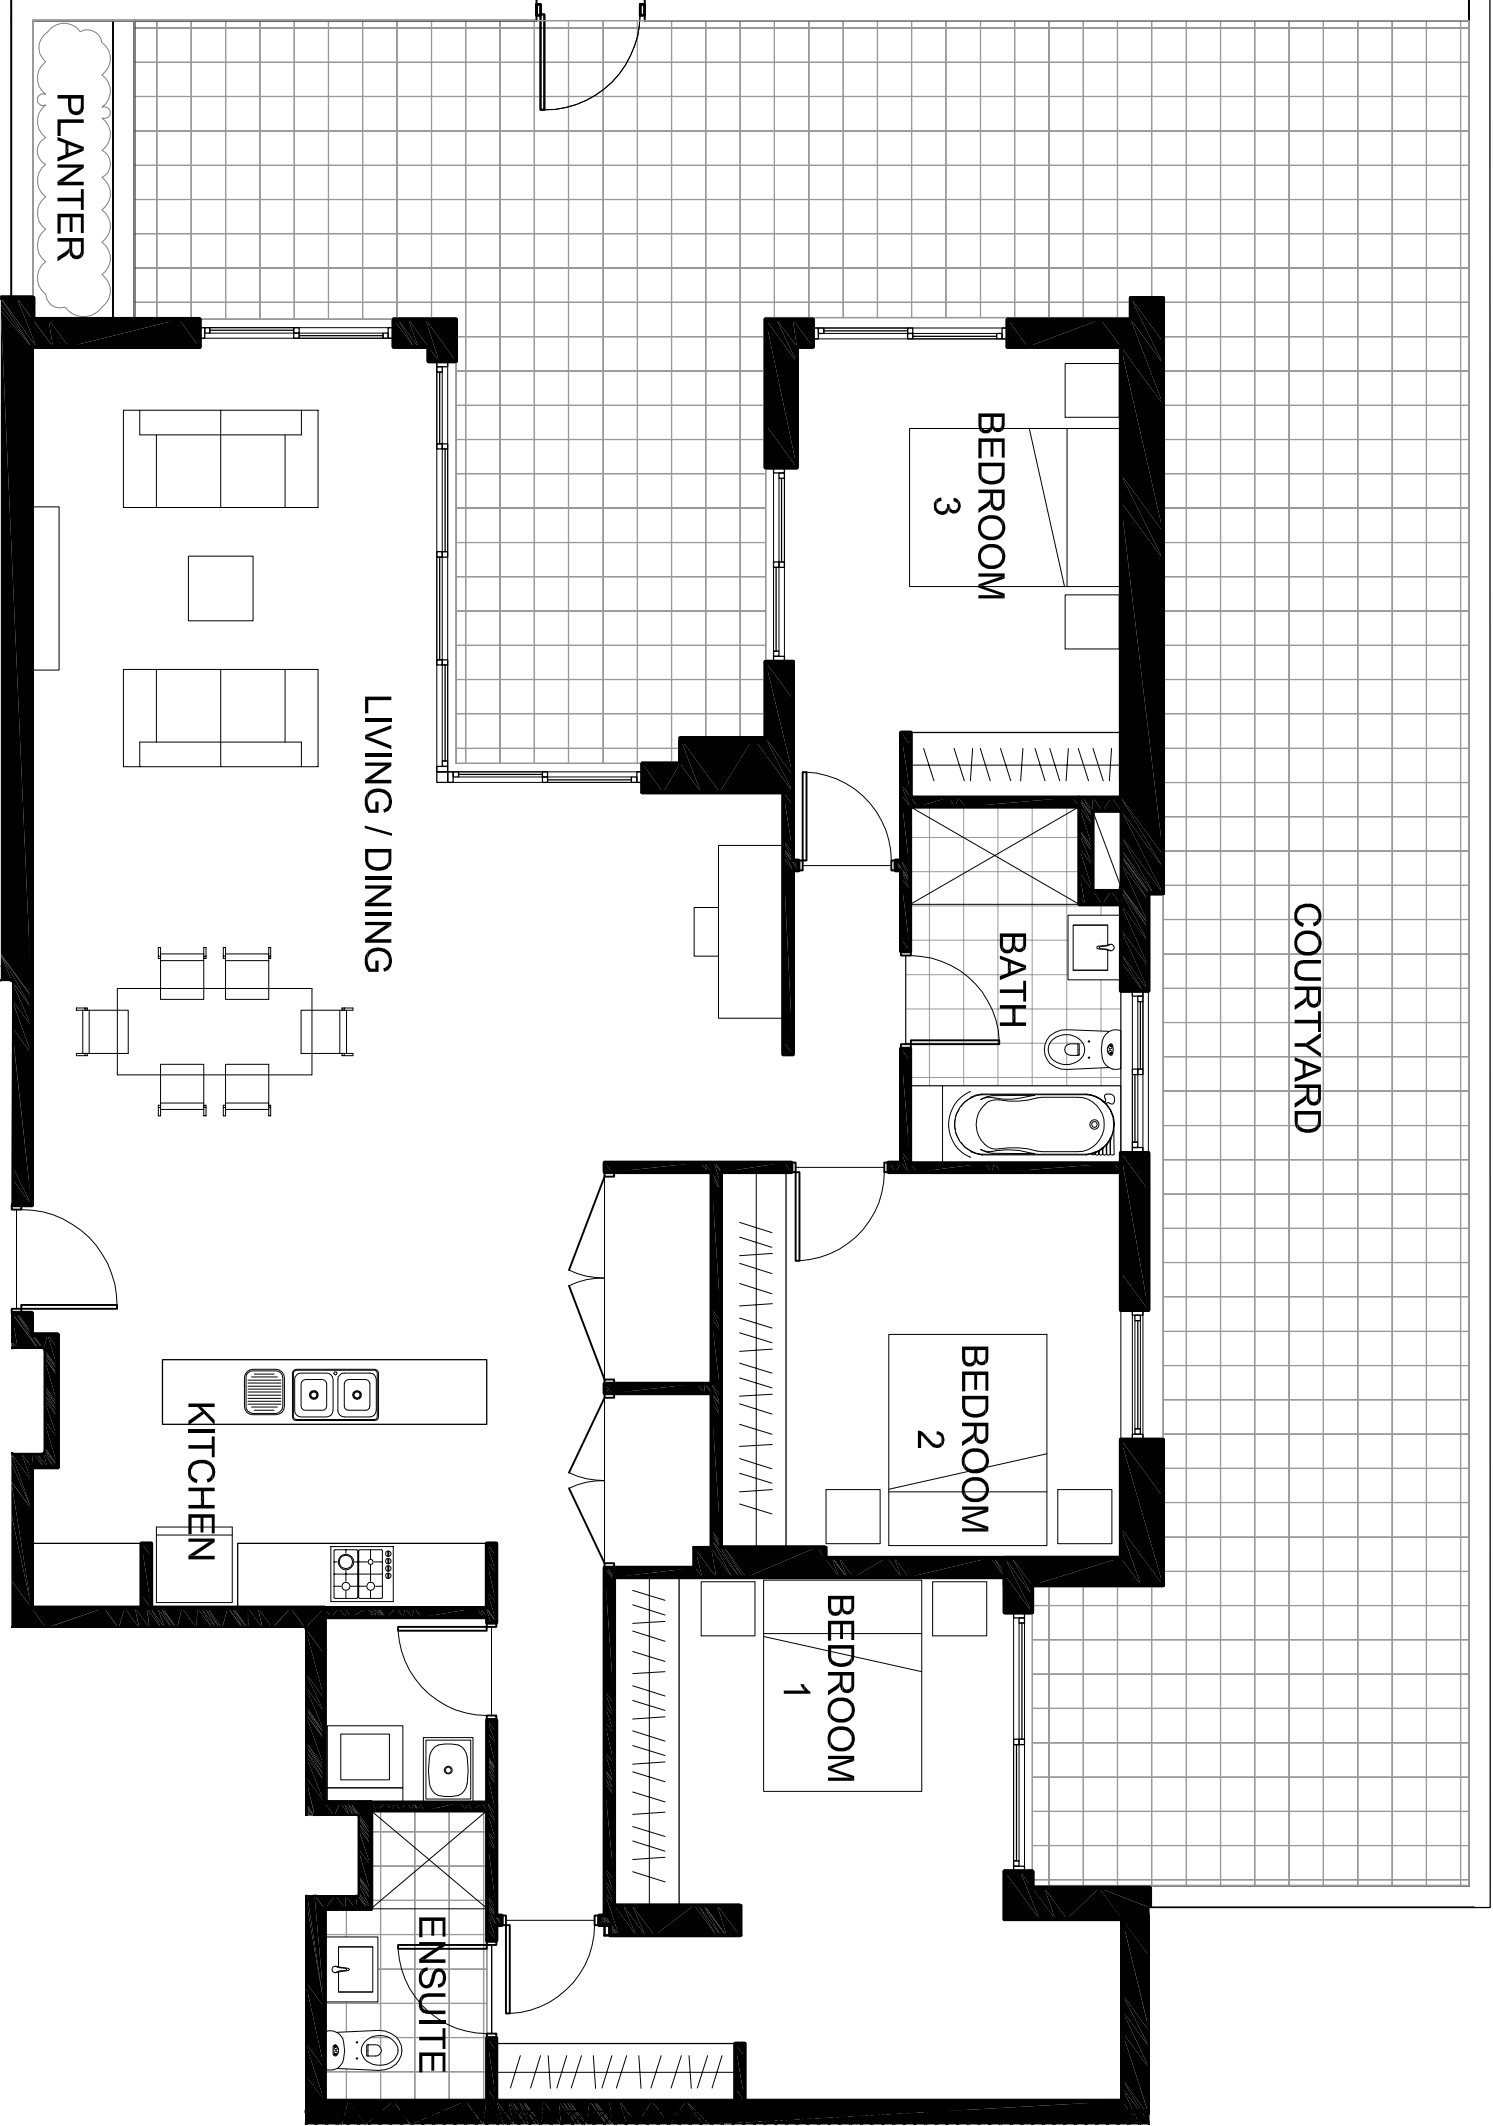 PLANTER
BEDROOM
3
LIVING / DINING
BATH
COURTYARD
BEDROOM
2
KITCHEN
BEDROOM
1
ENSUITE